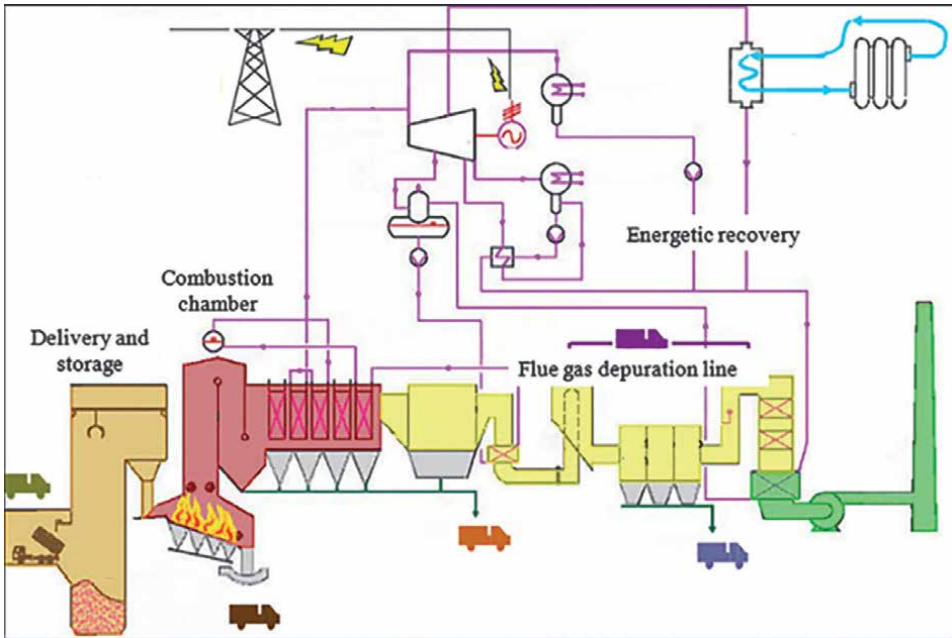 Energetic recovery
Combustion
chamber
Delivery and
storage
Flue gas depuration line